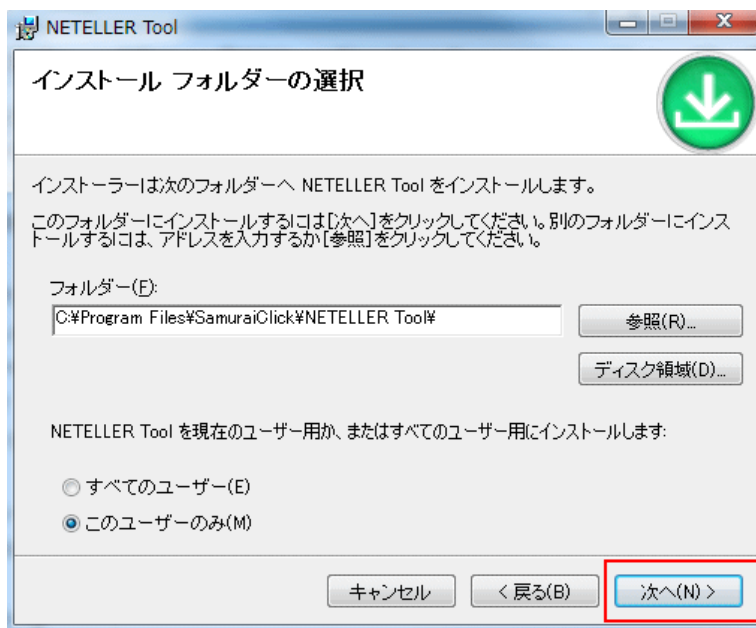 NETELLER Tool
インストール フォルダーの選択
インストーラーは次のフォルダーへ NETELLER Tool をインストールします。
このフォルダーにインストールするには[次へ]をクリックしてください。別のフォルダーにインス
トールするには、アドレスを入力するか[参照]をクリックしてください。
フォルダー(F):
C:¥Program Files¥SamuraiClick¥NETELLER Tool¥
参照(R)...
ディスク領域(D)...
NETELLER Tool を現在のユーザー用か、またはすべてのユーザー用にインストールします:
すべてのユーザー(E)
このユーザーのみ(M)
キャンセル
< 戻る(B)
次へ(N) >